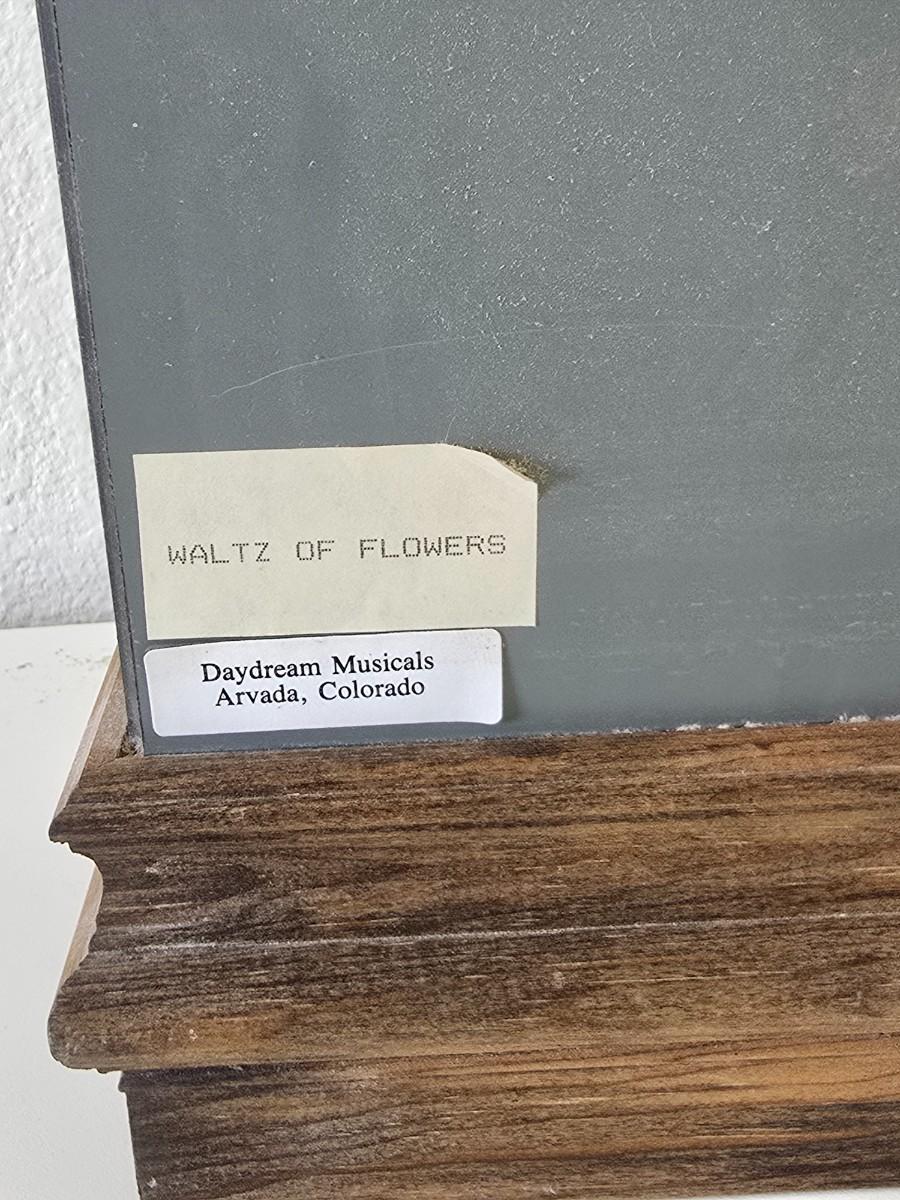 WALTZ OF FLOWERS
Daydream Musicals
Arvada, Colorado